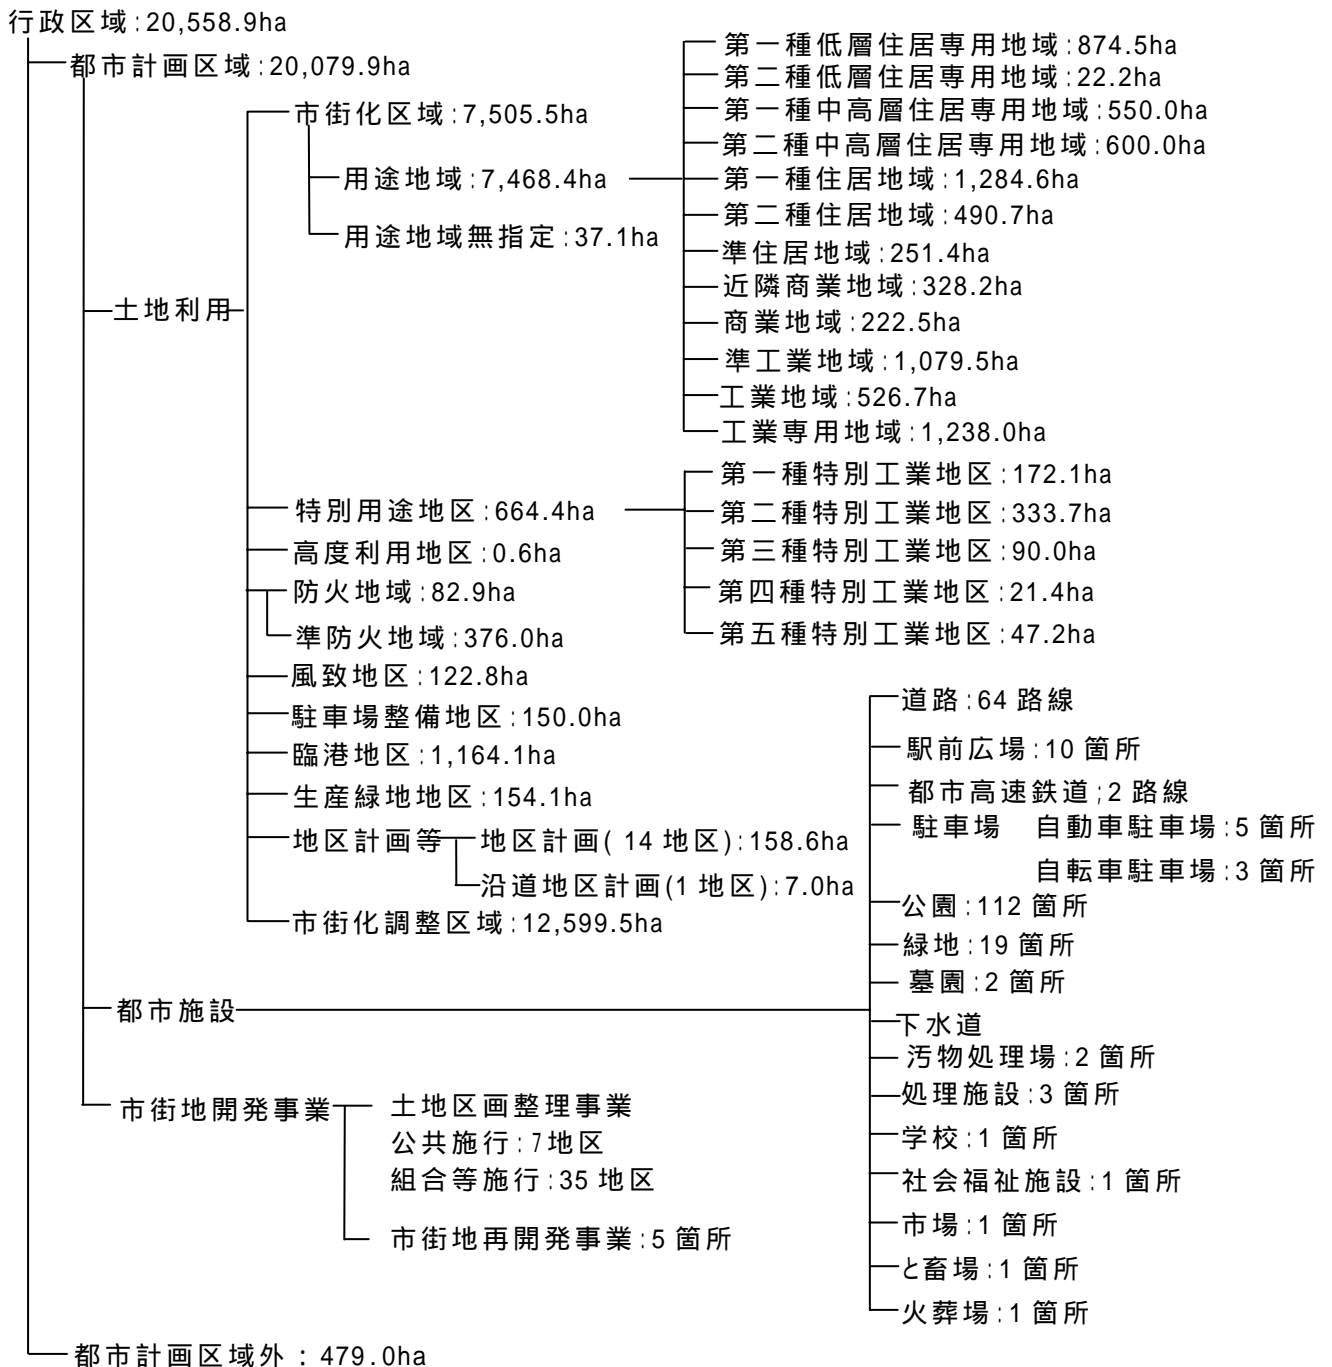 行政区域:20,558.9ha
都市計画区域:20,079.9ha
市街化区域:7,505.5ha
用途地域:7,468.4ha
用途地域無指定:37.1ha
第一種低層住居専用地域:874.5ha
第二種低層住居専用地域:22.2ha
第一種中高層住居専用地域:550.0ha
第二種中高層住居専用地域:600.0ha
第一種住居地域:1,284.6ha
第二種住居地域:490.7ha
準住居地域:251.4ha
近隣商業地域:328.2ha
商業地域:222.5ha
準工業地域:1,079.5ha
工業地域:526.7ha
工業専用地域:1,238.0ha
土地利用
特別用途地区:664.4ha
第一種特別工業地区:172.1ha
第二種特別工業地区:333.7ha
第三種特別工業地区:90.0ha
第四種特別工業地区:21.4ha
第五種特別工業地区:47.2ha
高度利用地区:0.6ha
防火地域:82.9ha
準防火地域:376.0ha
風致地区:122.8ha
駐車場整備地区:150.0ha
臨港地区:1,164.1ha
生産緑地地区:154.1ha
地区計画等
地区計画( 14 地区):158.6ha
沿道地区計画(1 地区):7.0ha
市街化調整区域:12,599.5ha
都市施設
道路:64 路線
駅前広場:10 箇所
都市高速鉄道;2 路線
駐車場 自動車駐車場:5 箇所
自転車駐車場:3 箇所
公園:112 箇所
緑地:19 箇所
墓園:2 箇所
下水道
汚物処理場:2 箇所
処理施設:3 箇所
学校:1 箇所
社会福祉施設:1 箇所
市場:1 箇所
と畜場:1 箇所
火葬場:1 箇所
市街地開発事業
土地区画整理事業
公共施行:7地区
組合等施行:35 地区
市街地再開発事業:5 箇所
都市計画区域外：479.0ha